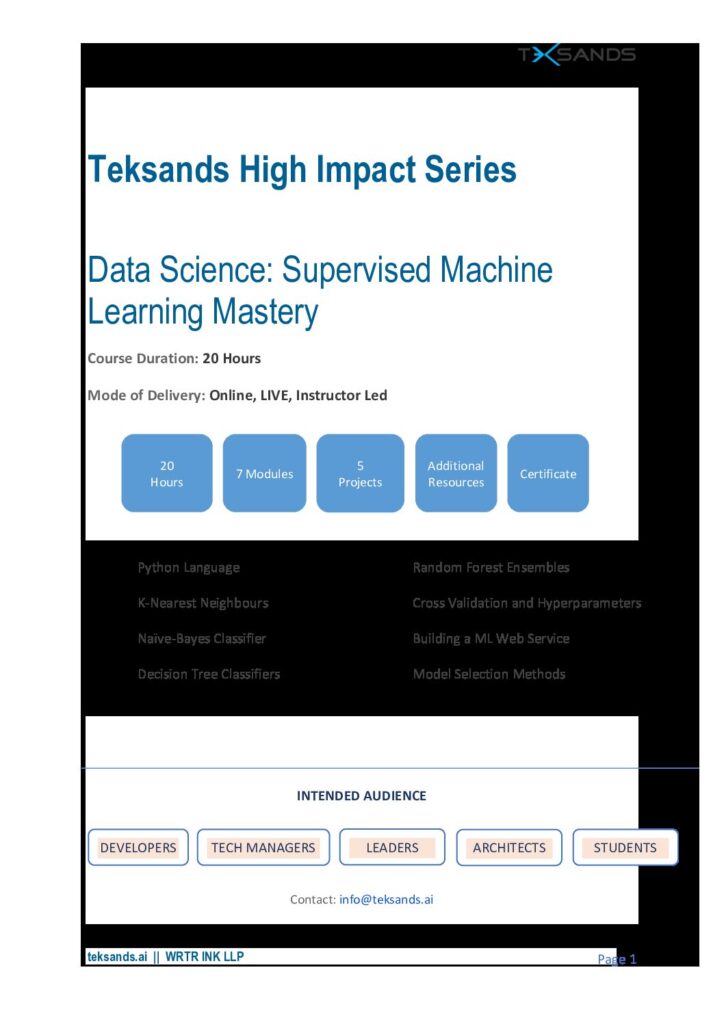 TEKSANDS
Teksands High Impact Series
Data Science: Supervised Machine
Learning Mastery
Course Duration: 20 Hours
Mode of Delivery: Online, LIVE, Instructor Led
20
Hours
7 Modules
5
Projects
Additional
Resources
Certificate
Python Language
Random Forest Ensembles
K-Nearest Neighbours
Cross Validation and Hyperparameters
Naïve-Bayes Classifier
Building a ML Web Service
Decision Tree Classifiers
Model Selection Methods
INTENDED AUDIENCE
DEVELOPERS
TECH MANAGERS
LEADERS
ARCHITECTS
STUDENTS
Contact: info@teksands.ai
teksands.ai || WRTR INK LLP
Page 1